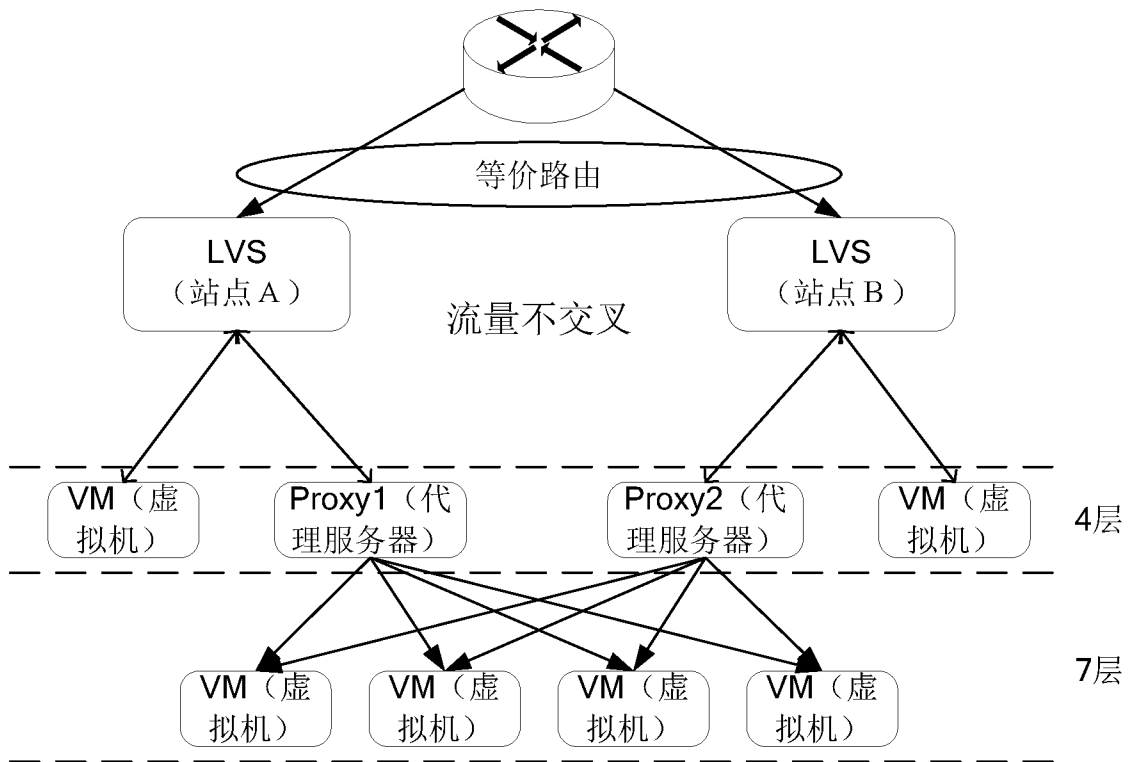 等价路由
LVS
（站点A）
LVS
（站点B）
流量不交叉
VM（虚
拟机）
Proxy1（代
理服务器）
Proxy2（代
理服务器）
VM（虚
拟机）
4层
VM（虚
拟机）
VM（虚
拟机）
VM（虚
拟机）
VM（虚
拟机）
7层